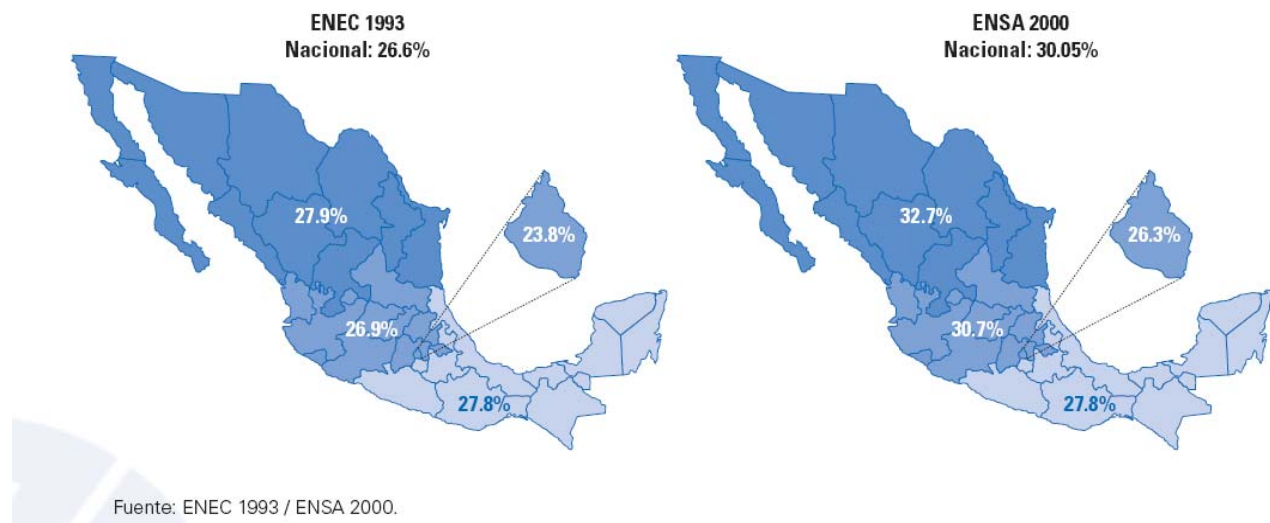 ENEC 1993
Nacional: 26.6%
27.9%
23.8%
26.9%
27.8%
ENSA 2000
Nacional: 30.05%
32.7%
26.3%
30.7%
27.8%
Fuente: ENEC 1993 / ENSA 2000.